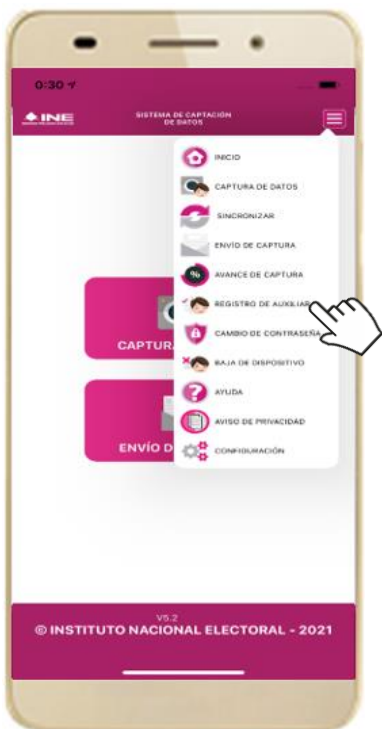 0:30
INE
SISTEMA DE CAPTACIÓN
DE DATOS
INICIO
CAPTURA DE DATOS
SINCRONIZAR
ENVÍO DE CAPTURA
%
AVANCE DE CAPTURA
REGISTRO DE AUXILIAR
CAPTUR
CAMBIO DE CONTRASEÑA
BAJA DE DISPOSITIVO
?
AYUDA
AVISO DE PRIVACIDAD
ENVÍO D
CONFIGURACIÓN
V5.2
© INSTITUTO NACIONAL ELECTORAL - 2021